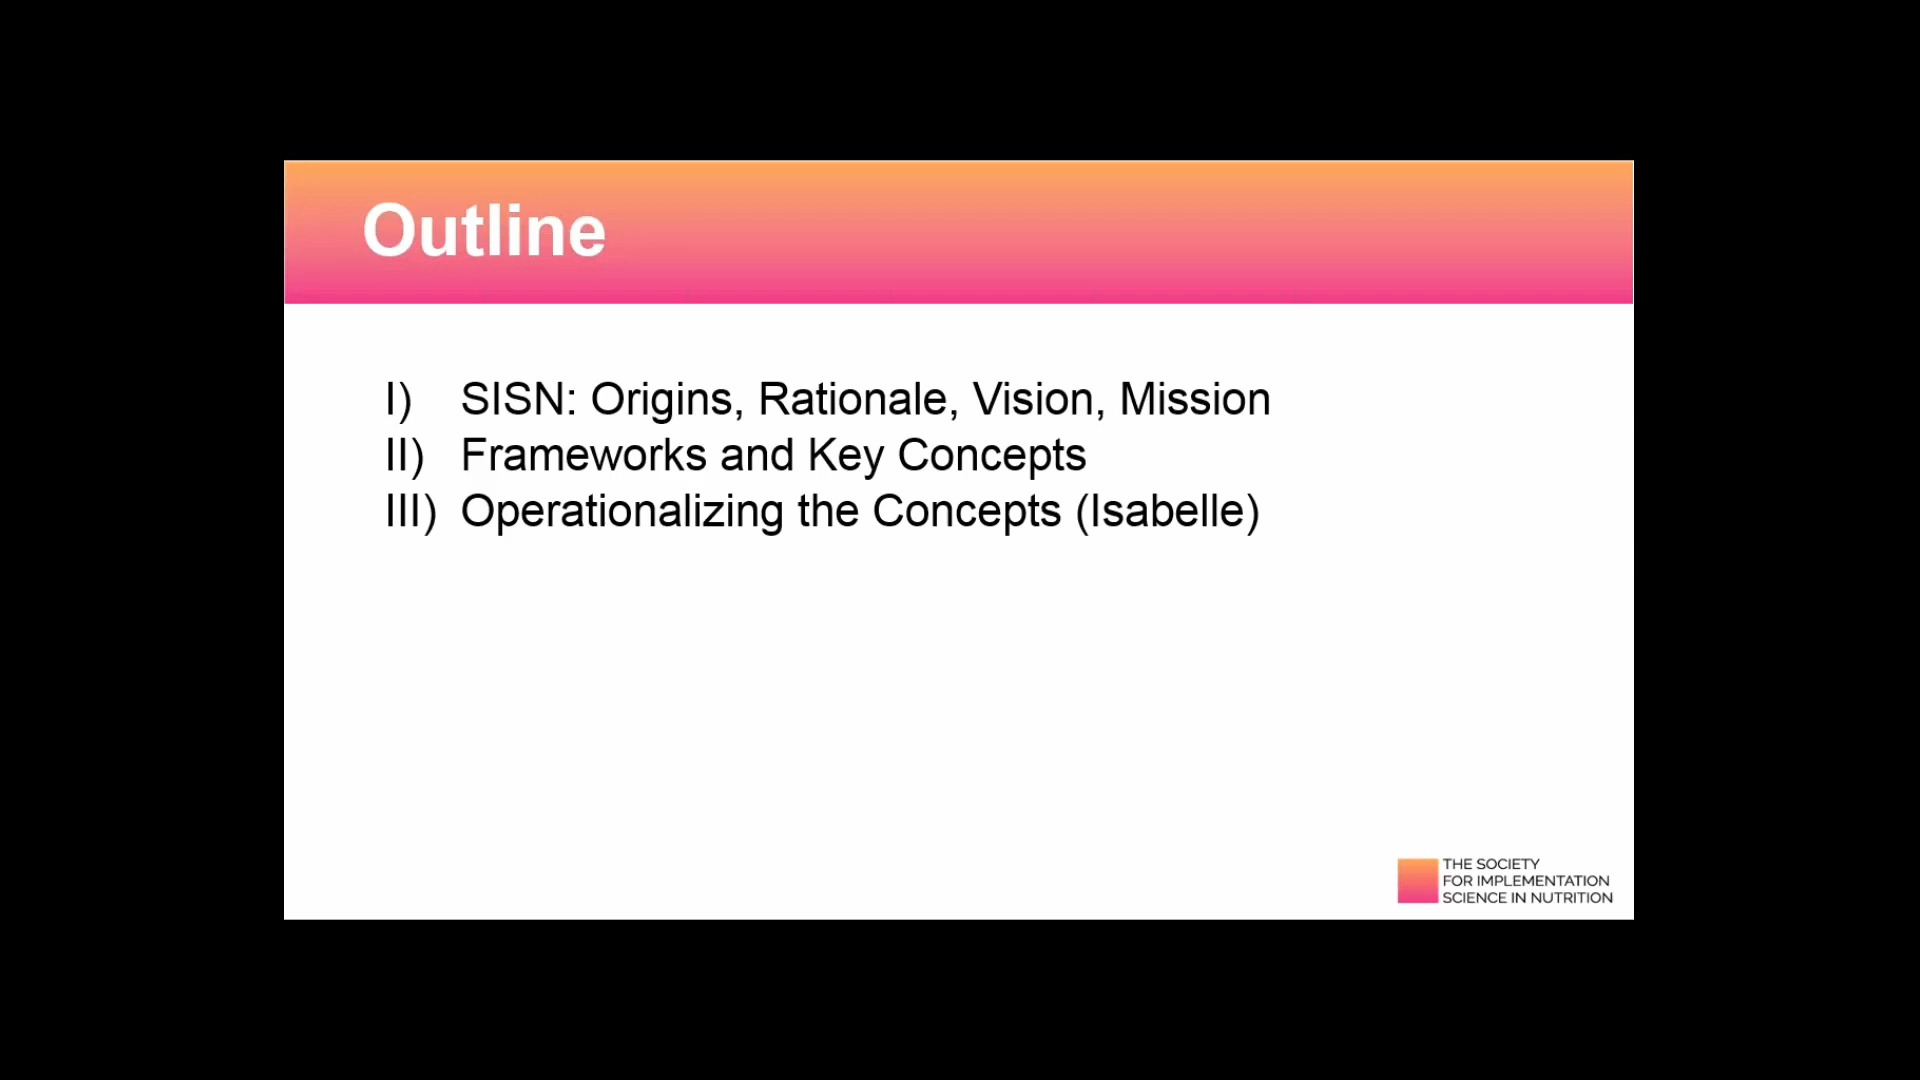 Outline
I) SISN: Origins, Rationale, Vision, Mission
II) Frameworks and Key Concepts
III) Operationalizing the Concepts (Isabelle)
THE SOCIETY
FOR IMPLEMENTATION
SCIENCE IN NUTRITION